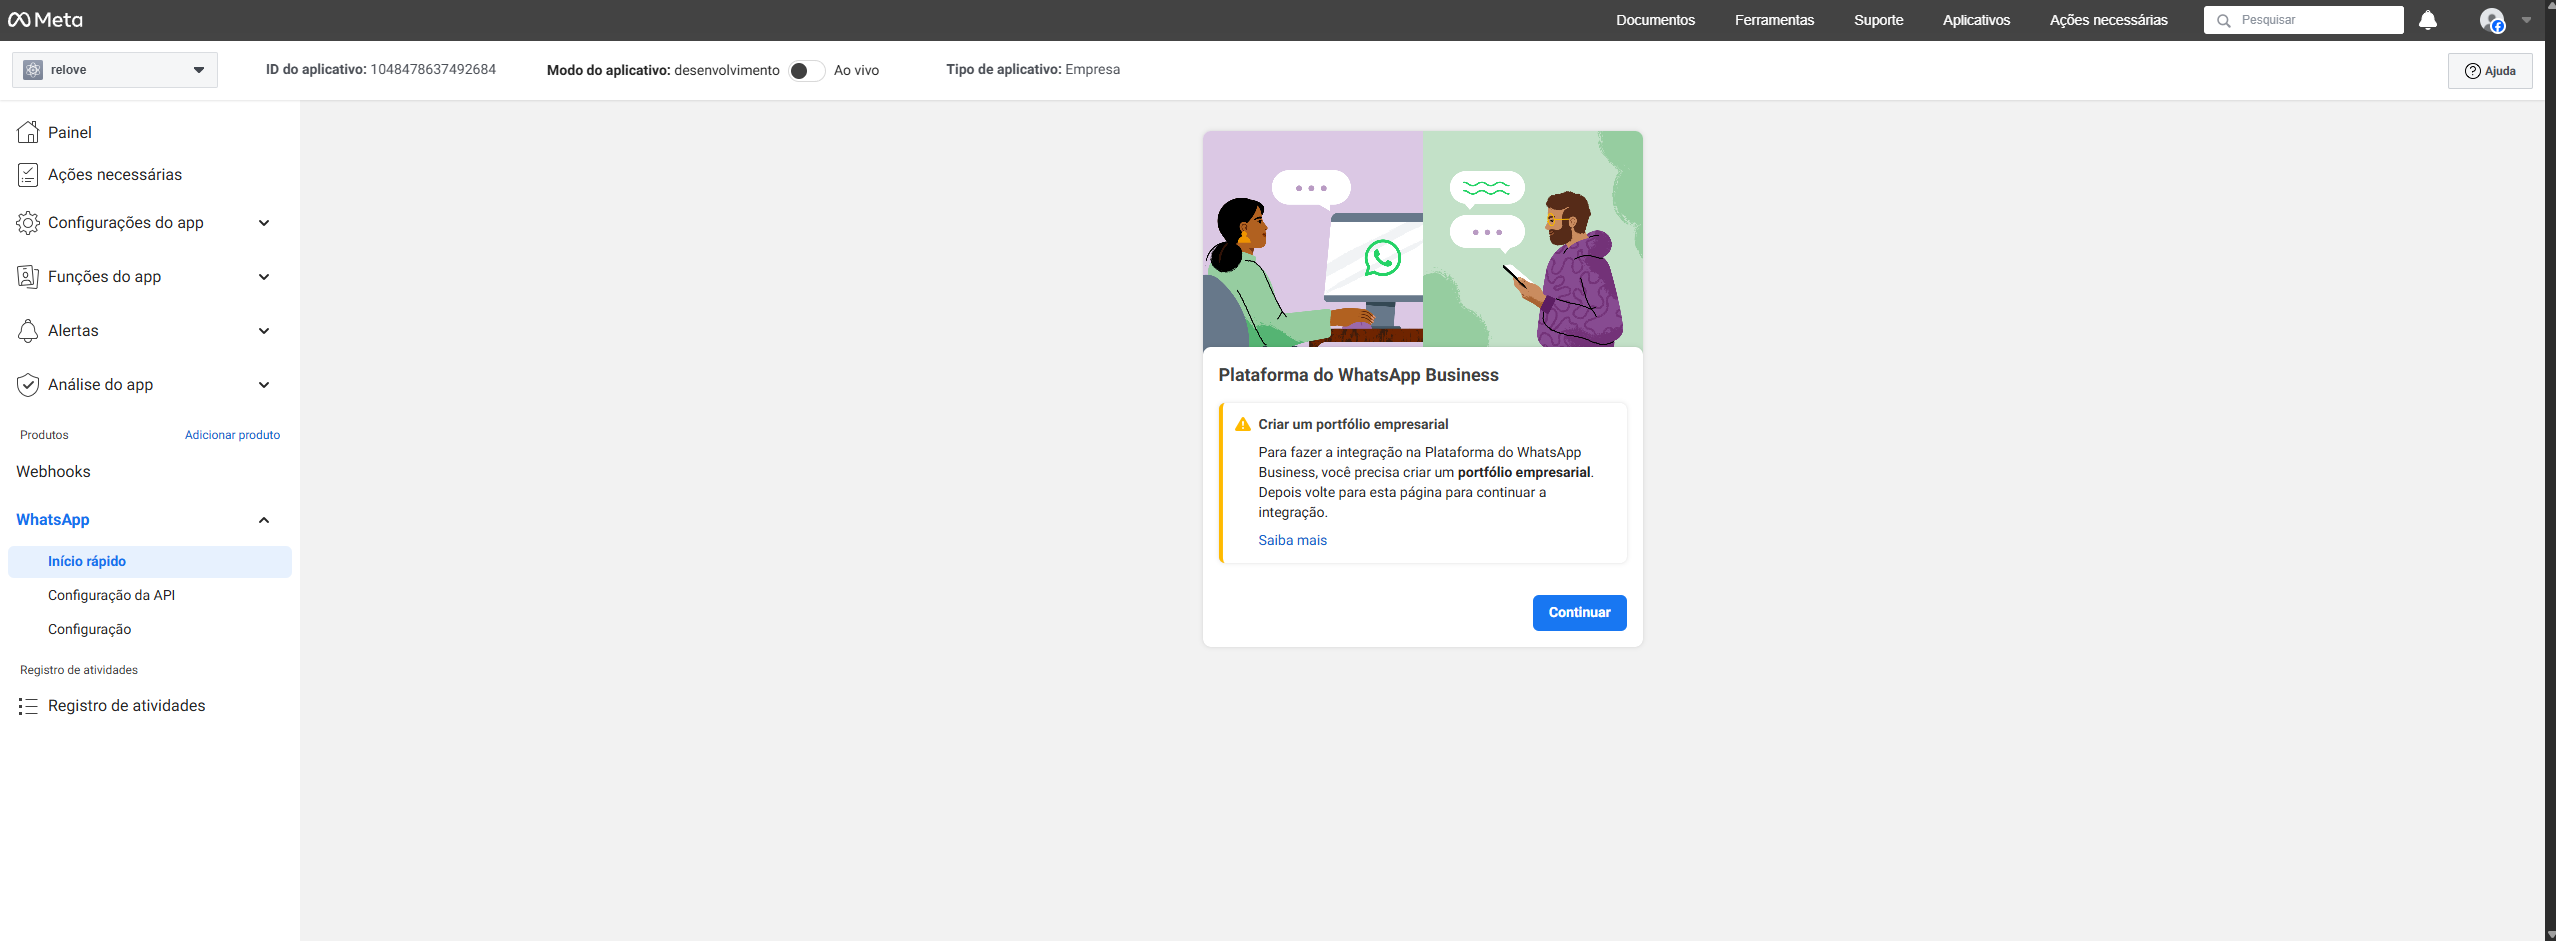 Meta
Documentos
Ferramentas
Suporte
Aplicativos
Ações necessárias
Pesquisar
relove
ID do aplicativo: 1048478637492684
Modo do aplicativo: desenvolvimento
Ao vivo
Tipo de aplicativo: Empresa
Ajuda
Painel
Ações necessárias
Configurações do app
Funções do app
Alertas
Análise do app
Produtos
Adicionar produto
Webhooks
WhatsApp
Início rápido
Configuração da API
Configuração
Registro de atividades
Registro de atividades
Plataforma do WhatsApp Business
Criar um portfólio empresarial
Para fazer a integração na Plataforma do WhatsApp
Business, você precisa criar um portfólio empresarial.
Depois volte para esta página para continuar a
integração.
Saiba mais
Continuar